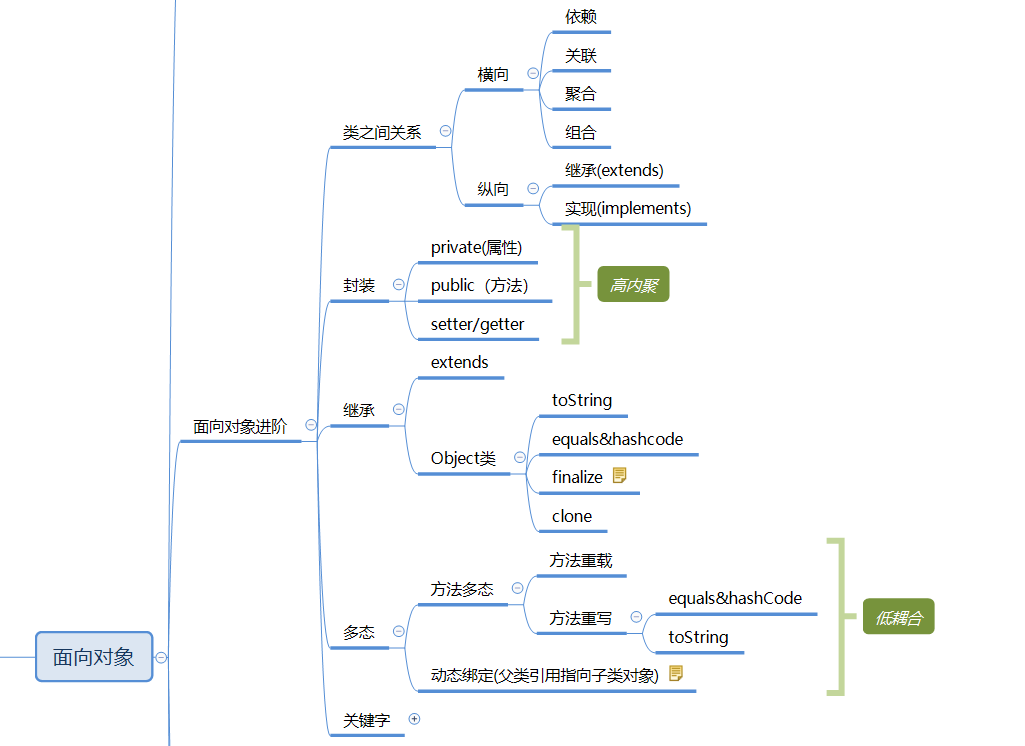 面向对象
面向对象进阶
类之间关系
横向
依赖
关联
聚合
组合
纵向
继承(extends)
实现(implements)
封装
private(属性)
public（方法）
setter/getter
高内聚
继承
extends
Object类
toString
equals&hashcode
finalize
clone
多态
方法多态
方法重载
方法重写
equals&hashCode
toString
动态绑定(父类引用指向子类对象)
低耦合
关键字